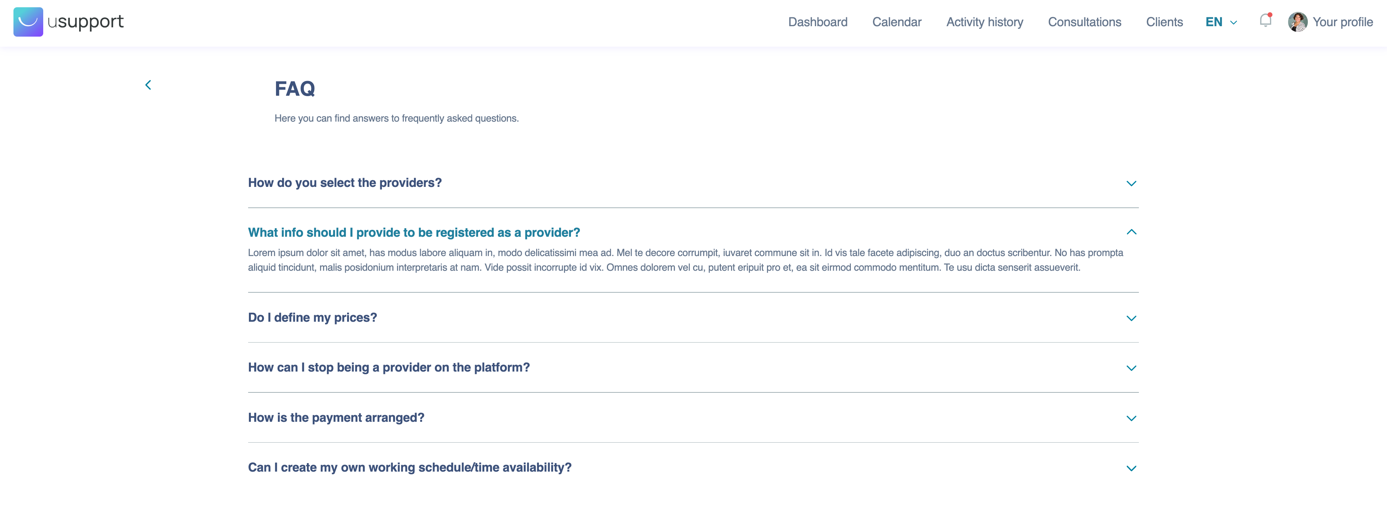 usupport
Dashboard Calendar Activity history Consultations Clients EN Your profile
FAQ
Here you can find answers to frequently asked questions.
How do you select the providers?
What info should I provide to be registered as a provider?
Lorem ipsum dolor sit amet, has modus labore aliquam in, modo delicatissimi mea ad. Mel te decore corrumpit, iuvaret commune sit in. Id vis tale facete adipiscing, duo an doctus scribentur. No has prompta
aliquid tincidunt, malis posidonium interpretaris at nam. Vide possit incorrupte id vix. Omnes dolorem vel cu, putent eripuit pro et, ea sit eirmod commodo mentitum. Te usu dicta senserit assueverit.
Do I define my prices?
How can I stop being a provider on the platform?
How is the payment arranged?
Can I create my own working schedule/time availability?